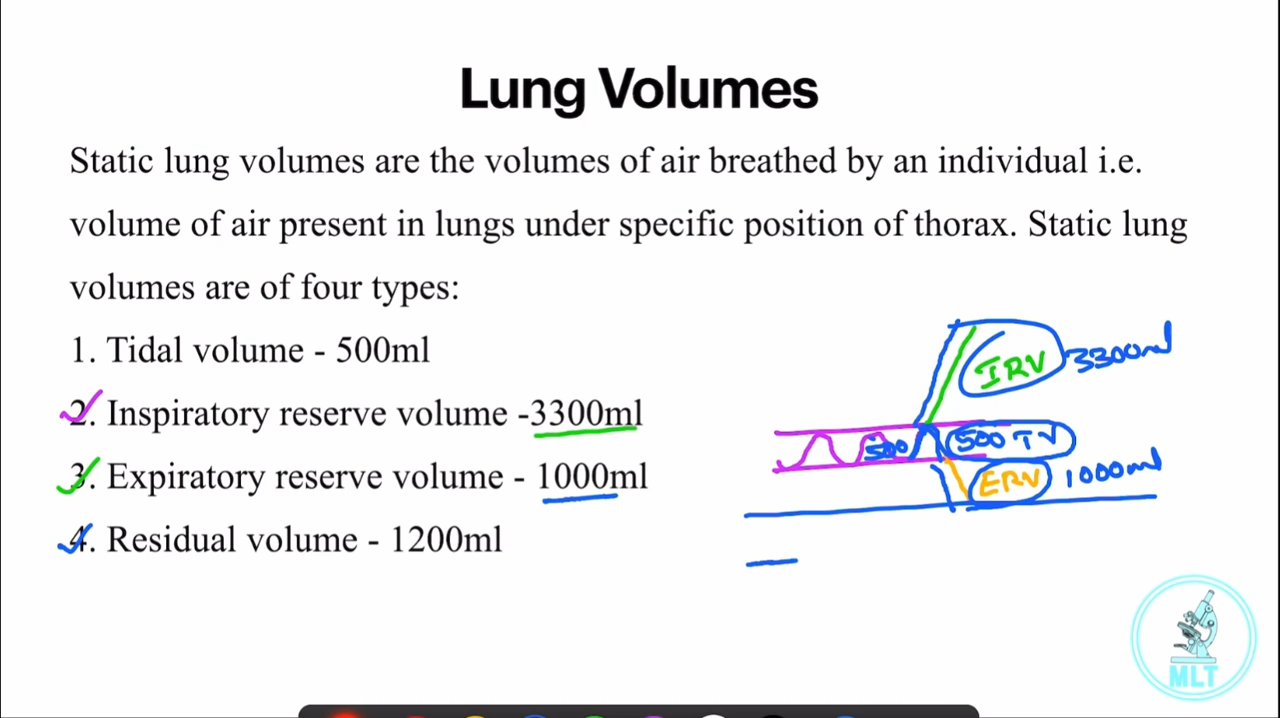 Lung Volumes
Static lung volumes are the volumes of air breathed by an individual i.e.
volume of air present in lungs under specific position of thorax. Static lung
volumes are of four types:
1. Tidal volume - 500ml
2. Inspiratory reserve volume -3300ml
3. Expiratory reserve volume - 1000ml
4. Residual volume - 1200ml
IRV 3300ml
500 500 TV
ERV 1000ml
MLT